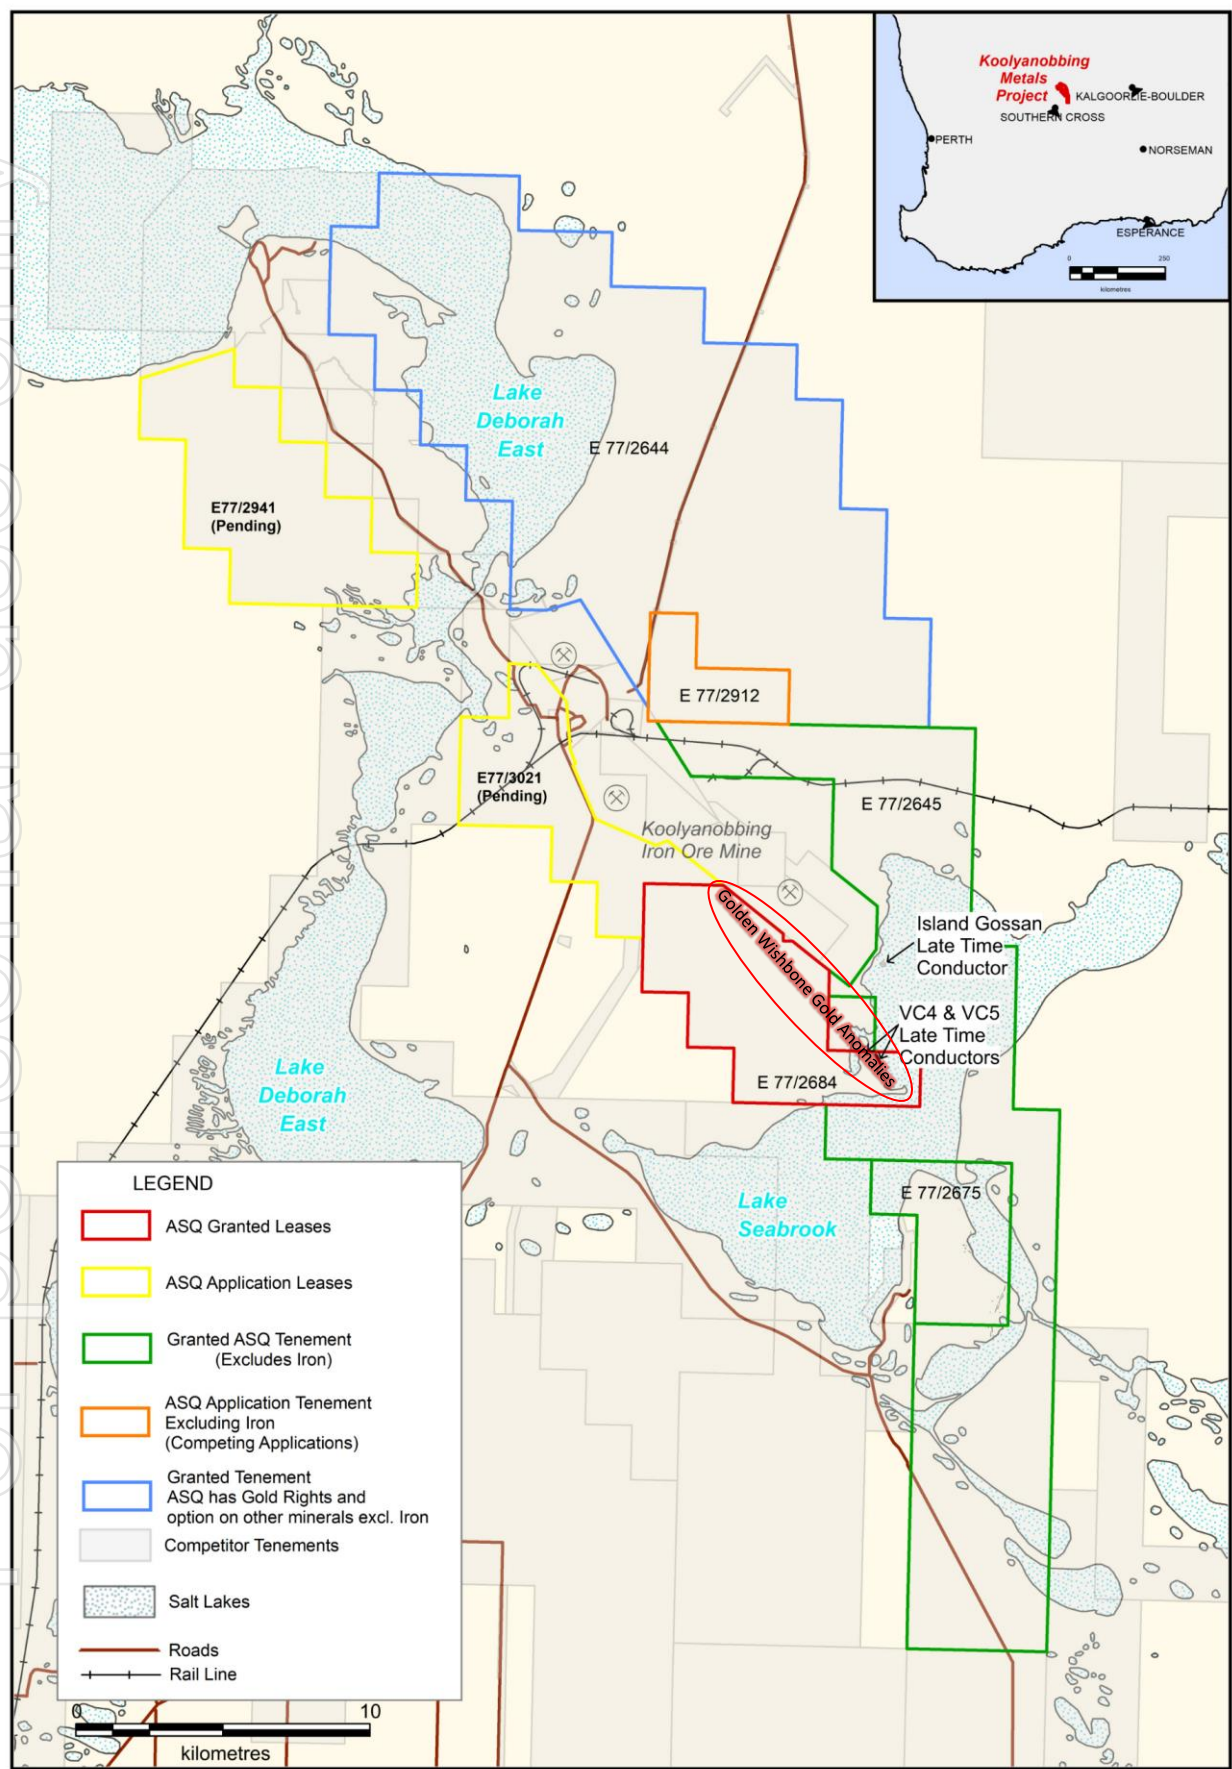 Koolyanobbing
Metals
Project
KALGOORLIE-BOULDER
SOUTHERN CROSS
PERTH
NORSEMAN
ESPERANCE
0 250
kilometres
Lake
Deborah
East
E 77/2644
E77/2941
(Pending)
E 77/2912
E77/3021
(Pending)
E 77/2645
Koolyanobbing
Iron Ore Mine
Golden Wishbone Gold Anomalies
Island Gossan
Late Time
Conductor
VC4 & VC5
Late Time
Conductors
E 77/2684
Lake
Deborah
East
E 77/2675
Lake
Seabrook
LEGEND
ASQ Granted Leases
ASQ Application Leases
Granted ASQ Tenement
(Excludes Iron)
ASQ Application Tenement
Excluding Iron
(Competing Applications)
Granted Tenement
ASQ has Gold Rights and
option on other minerals excl. Iron
Competitor Tenements
Salt Lakes
Roads
Rail Line
0 10
kilometres